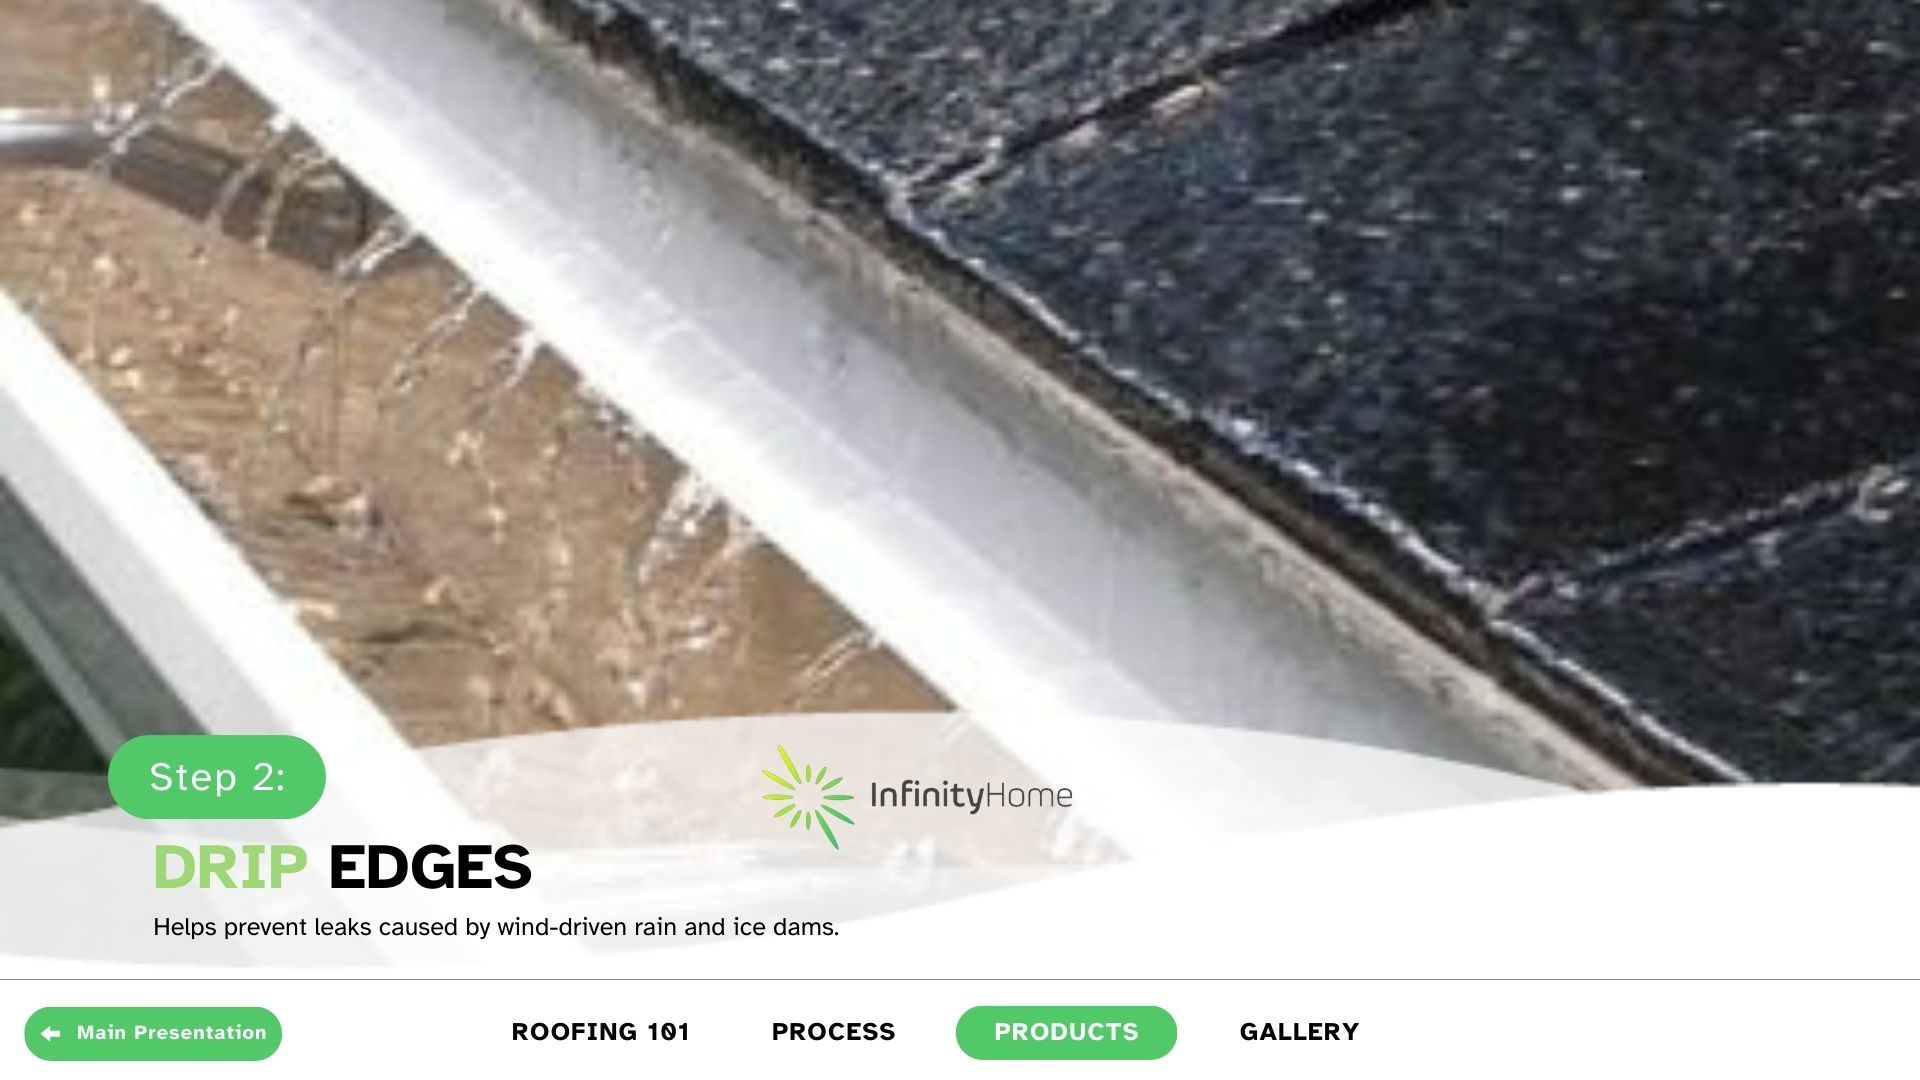 Step 2:
InfinityHome
DRIP EDGES
Helps prevent leaks caused by wind-driven rain and ice dams.
Main Presentation
ROOFING 101
PROCESS
PRODUCTS
GALLERY